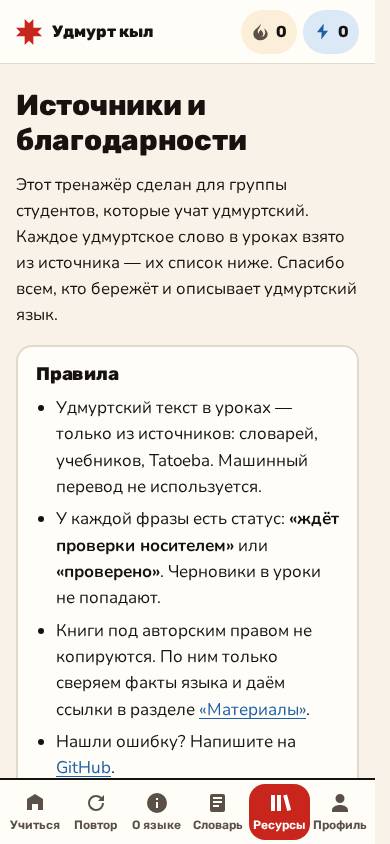 Удмурт кыл
0
0
Источники и
благодарности
Этот тренажёр сделан для группы
студентов, которые учат удмуртский.
Каждое удмуртское слово в уроках взято
из источника — их список ниже. Спасибо
всем, кто бережёт и описывает удмуртский
язык.
Правила
• Удмуртский текст в уроках —
только из источников: словарей,
учебников, Tatoeba. Машинный
перевод не используется.
• У каждой фразы есть статус: «ждёт
проверки носителем» или
«проверено». Черновики в уроки
не попадают.
• Книги под авторским правом не
копируются. По ним только
сверяем факты языка и даём
ссылки в разделе «Материалы».
• Нашли ошибку? Напишите на
GitHub.
Учиться
Повтор
О языке
Словарь
Ресурсы
Профиль